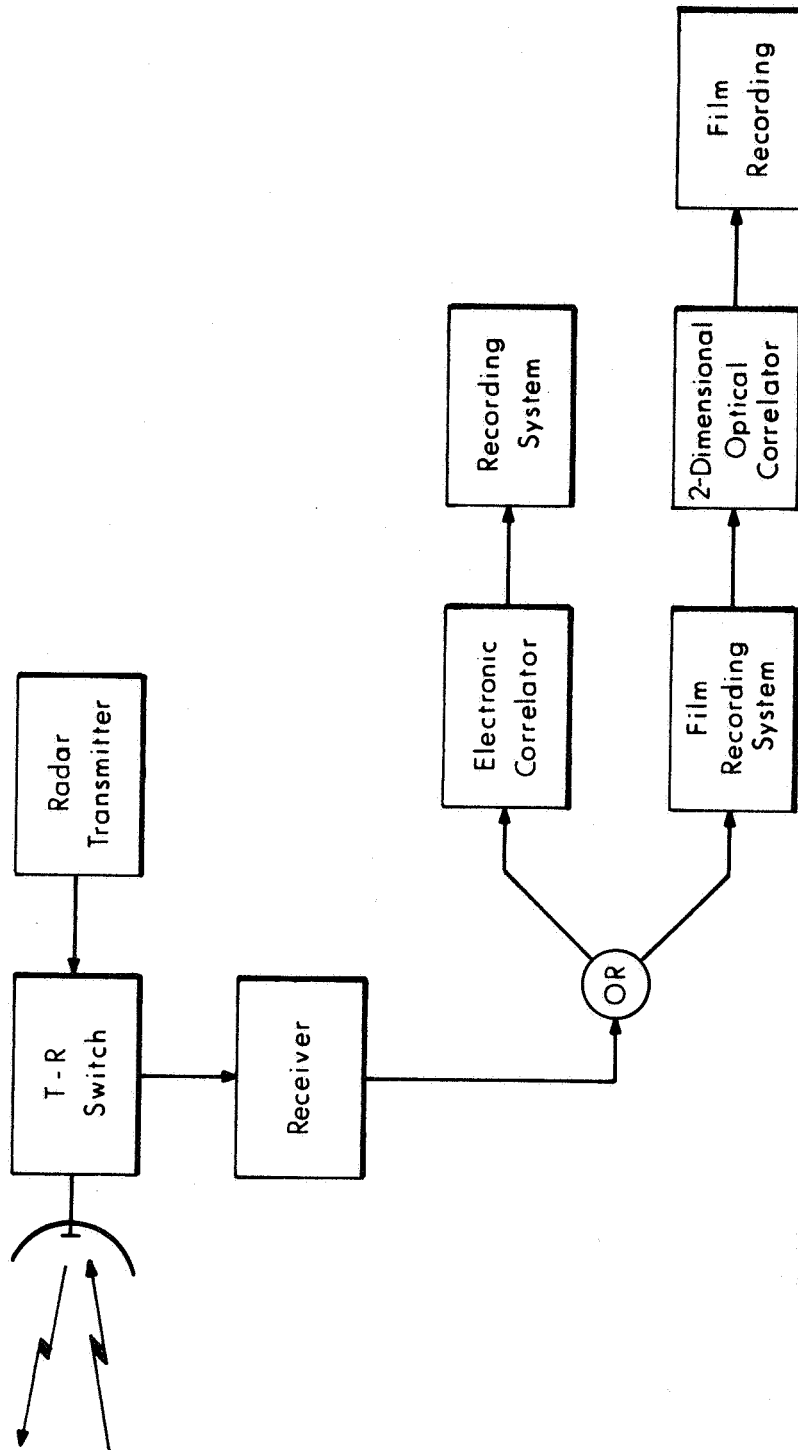 Radar
Transmitter
T - R
Switch
Receiver
OR
Electronic
Correlator
Recording
System
Film
Recording
System
2-Dimensional
Optical
Correlator
Film
Recording